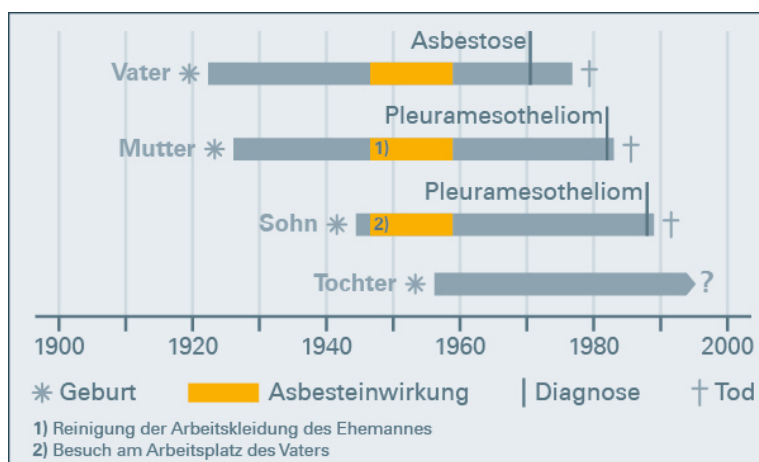 Asbestose
Vater
Pleuramesotheliom
Mutter 1)
Pleuramesotheliom
Sohn 2)
Tochter ?
1900 1920 1940 1960 1980 2000
Geburt Asbesteinwirkung Diagnose Tod
1) Reinigung der Arbeitskleidung des Ehemannes
2) Besuch am Arbeitsplatz des Vaters